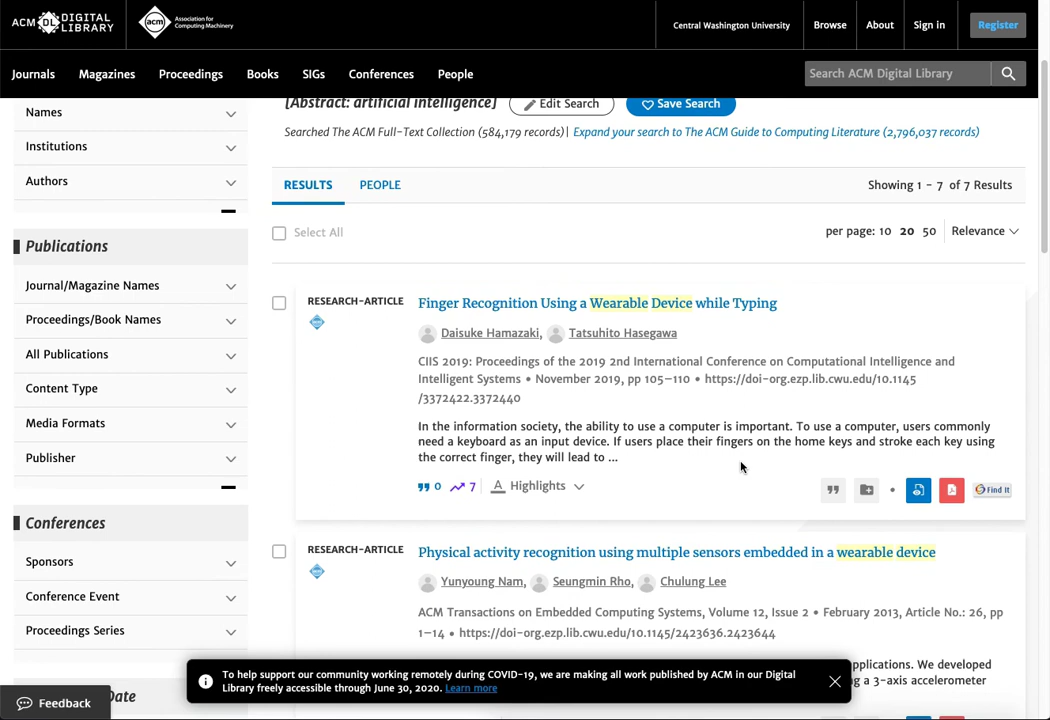 ACM DL DIGITAL LIBRARY
acm Association for Computing Machinery
Central Washington University
Browse
About
Sign in
Register
Journals
Magazines
Proceedings
Books
SIGs
Conferences
People
Search ACM Digital Library
Names
Institutions
Authors
Publications
Journal/Magazine Names
Proceedings/Book Names
All Publications
Content Type
Media Formats
Publisher
Conferences
Sponsors
Conference Event
Proceedings Series
Date
[Abstract: artificial intelligence]
Edit Search
Save Search
Searched The ACM Full-Text Collection (584,179 records)| Expand your search to The ACM Guide to Computing Literature (2,796,037 records)
RESULTS
PEOPLE
Showing 1 - 7 of 7 Results
Select All
per page: 10 20 50
Relevance
RESEARCH-ARTICLE
Finger Recognition Using a Wearable Device while Typing
Daisuke Hamazaki, Tatsuhito Hasegawa
CIIS 2019: Proceedings of the 2019 2nd International Conference on Computational Intelligence and
Intelligent Systems • November 2019, pp 105–110 • https://doi-org.ezp.lib.cwu.edu/10.1145
/3372422.3372440
In the information society, the ability to use a computer is important. To use a computer, users commonly
need a keyboard as an input device. If users place their fingers on the home keys and stroke each key using
the correct finger, they will lead to ...
0 7 A Highlights
Find It
RESEARCH-ARTICLE
Physical activity recognition using multiple sensors embedded in a wearable device
Yunyoung Nam, Seungmin Rho, Chulung Lee
ACM Transactions on Embedded Computing Systems, Volume 12, Issue 2 • February 2013, Article No.: 26, pp
1–14 • https://doi-org.ezp.lib.cwu.edu/10.1145/2423636.2423644
pplications. We developed
g a 3-axis accelerometer
To help support our community working remotely during COVID-19, we are making all work published by ACM in our Digital
Library freely accessible through June 30, 2020. Learn more
Feedback